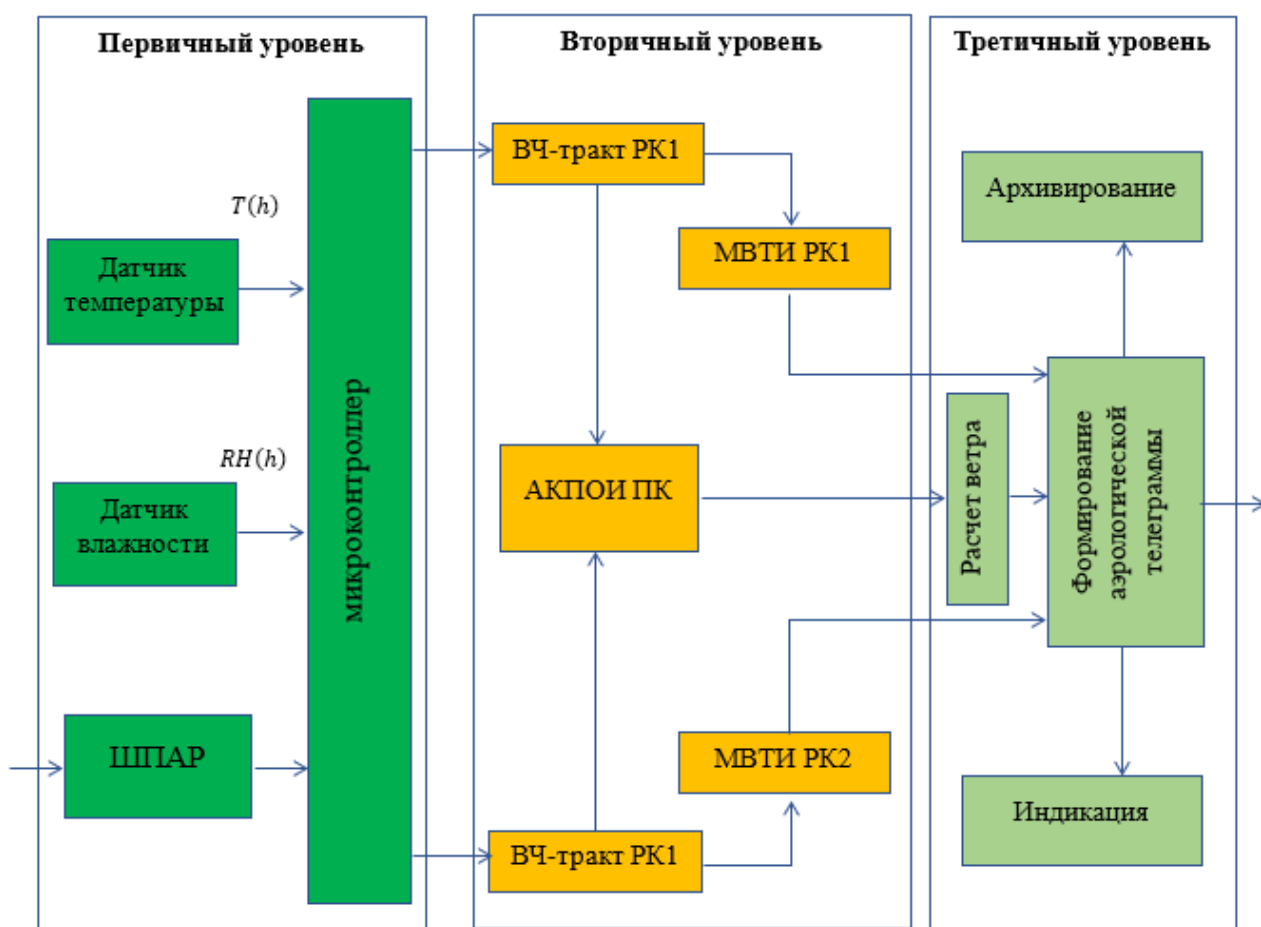 Первичный уровень
Вторичный уровень
Третичный уровень
T(h)
Датчик
температуры
RH(h)
Датчик
влажности
ШПАР
микроконтроллер
ВЧ-тракт РК1
МВТИ РК1
АКПОИ ПК
МВТИ РК2
ВЧ-тракт РК1
Архивирование
Расчет ветра
Формирование
аэрологической
телеграммы
Индикация